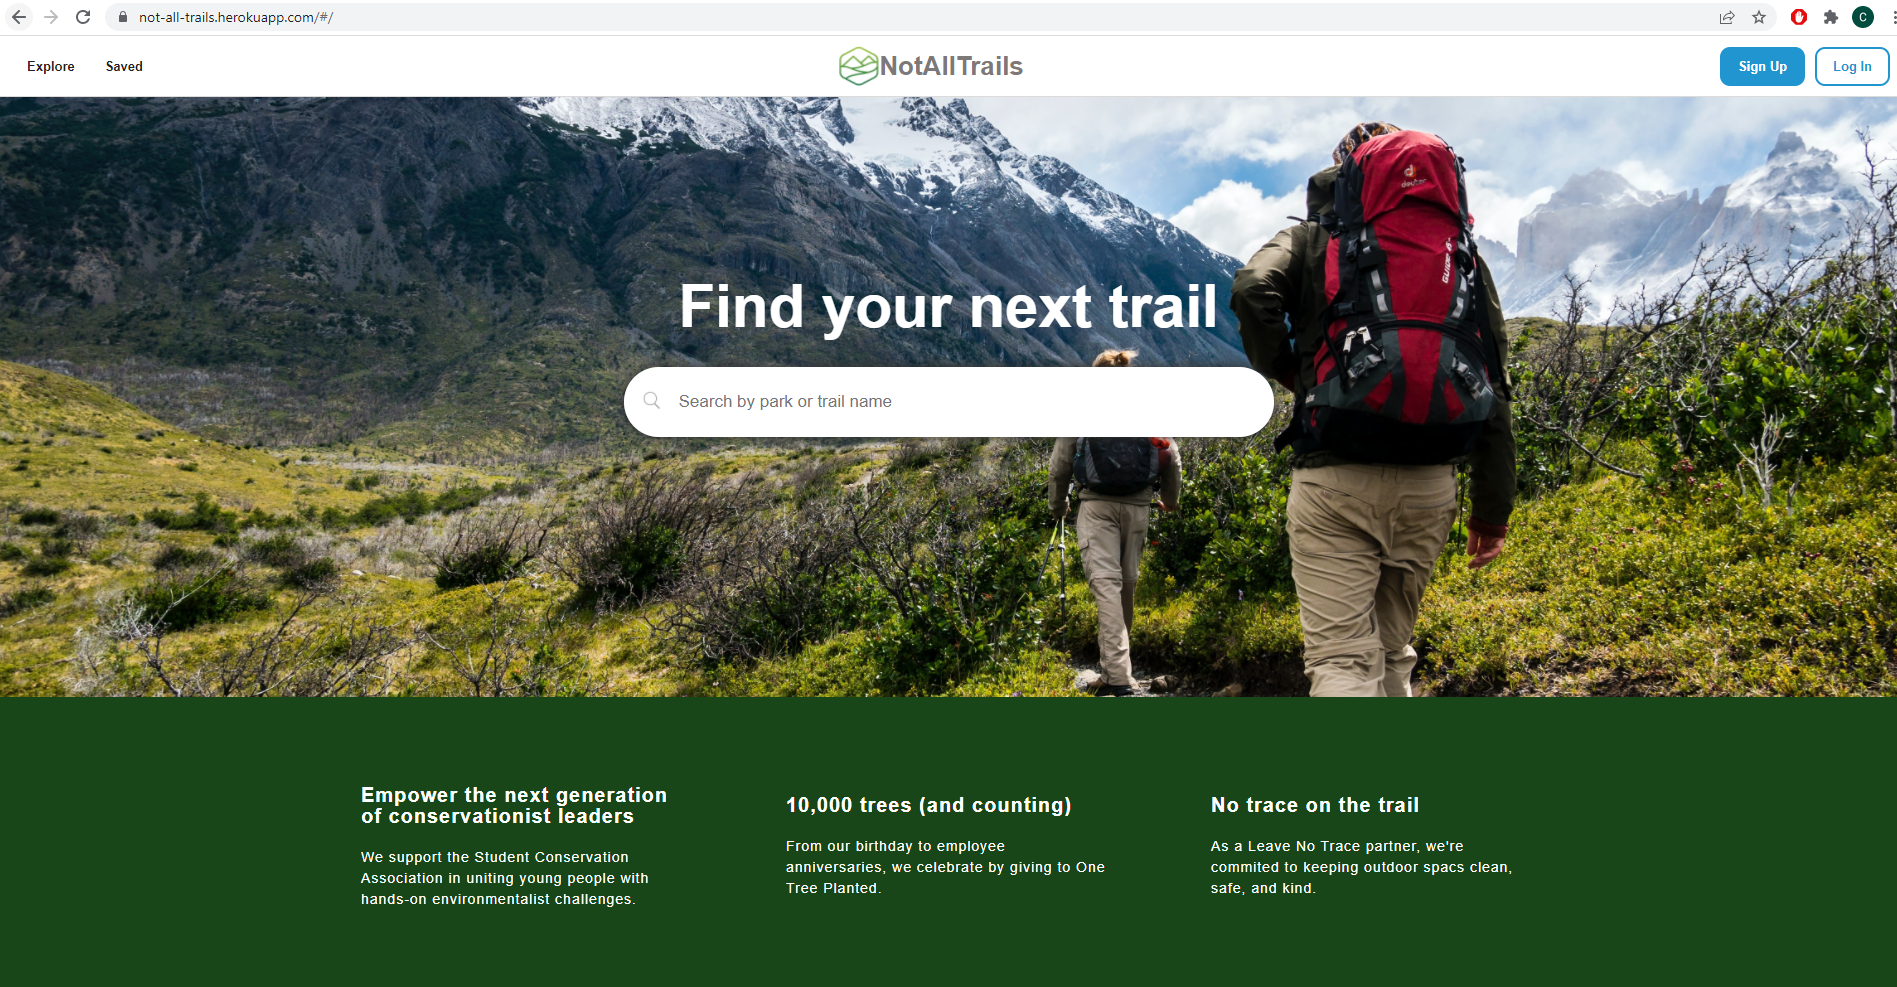 not-all-trails.herokuapp.com/#/
C
Explore
Saved
NotAllTrails
Sign Up
Log In
deuter
GUIDE
Find your next trail
Search by park or trail name
Empower the next generation
of conservationist leaders
We support the Student Conservation
Association in uniting young people with
hands-on environmentalist challenges.
10,000 trees (and counting)
From our birthday to employee
anniversaries, we celebrate by giving to One
Tree Planted.
No trace on the trail
As a Leave No Trace partner, we're
commited to keeping outdoor spacs clean,
safe, and kind.